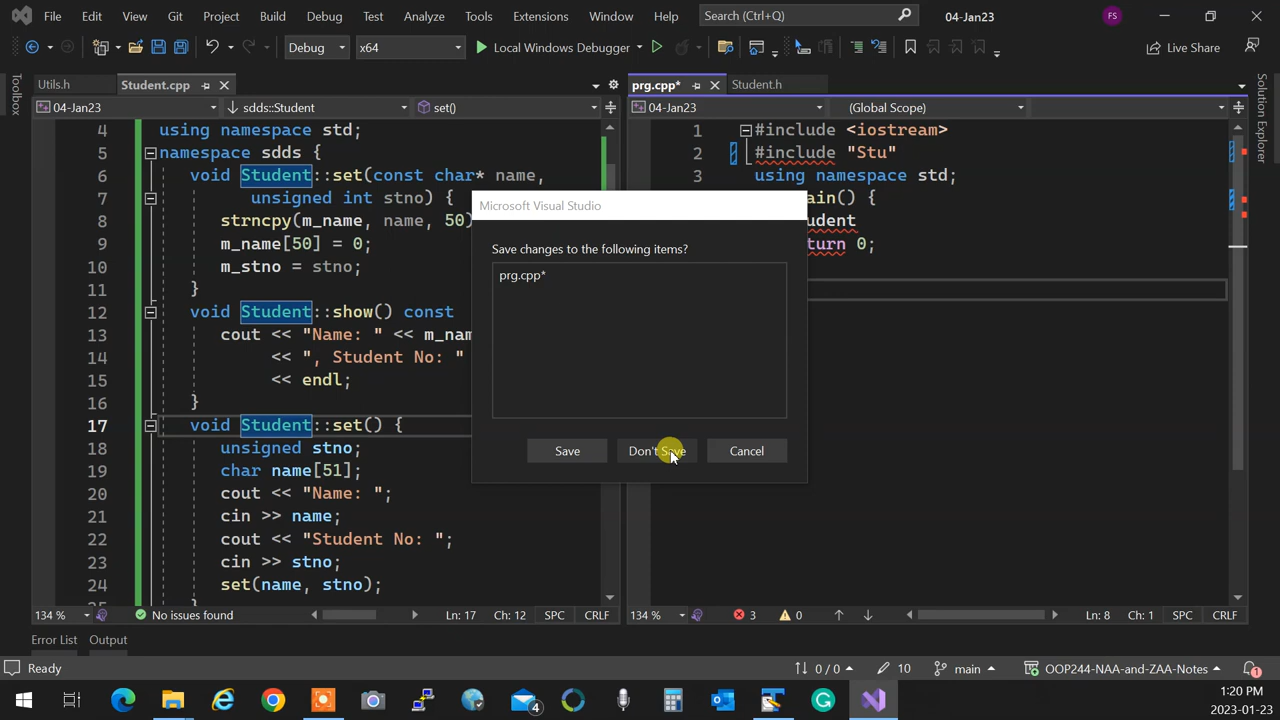 File Edit View Git Project Build Debug Test Analyze Tools Extensions Window Help Search (Ctrl+Q) 04-Jan23 FS
Debug x64 Local Windows Debugger Live Share
Toolbox
Utils.h Student.cpp prg.cpp* Student.h
04-Jan23 sdds::Student set() 04-Jan23 (Global Scope)
Solution Explorer
4 using namespace std;
5 namespace sdds {
6 void Student::set(const char* name,
7 unsigned int stno) {
8 strncpy(m_name, name, 50)
9 m_name[50] = 0;
10 m_stno = stno;
11 }
12 void Student::show() const
13 cout << "Name: " << m_nam
14 << ", Student No: "
15 << endl;
16 }
17 void Student::set() {
18 unsigned stno;
19 char name[51];
20 cout << "Name: ";
21 cin >> name;
22 cout << "Student No: ";
23 cin >> stno;
24 set(name, stno);
1 #include <iostream>
2 #include "Stu"
3 using namespace std;
ain() {
udent
turn 0;
Microsoft Visual Studio
Save changes to the following items?
prg.cpp*
Save Don't Save Cancel
134 % No issues found Ln: 17 Ch: 12 SPC CRLF
134 % 3 0 Ln: 8 Ch: 1 SPC CRLF
Error List Output
Ready 0 / 0 10 main OOP244-NAA-and-ZAA-Notes 1
4
1:20 PM
2023-01-23